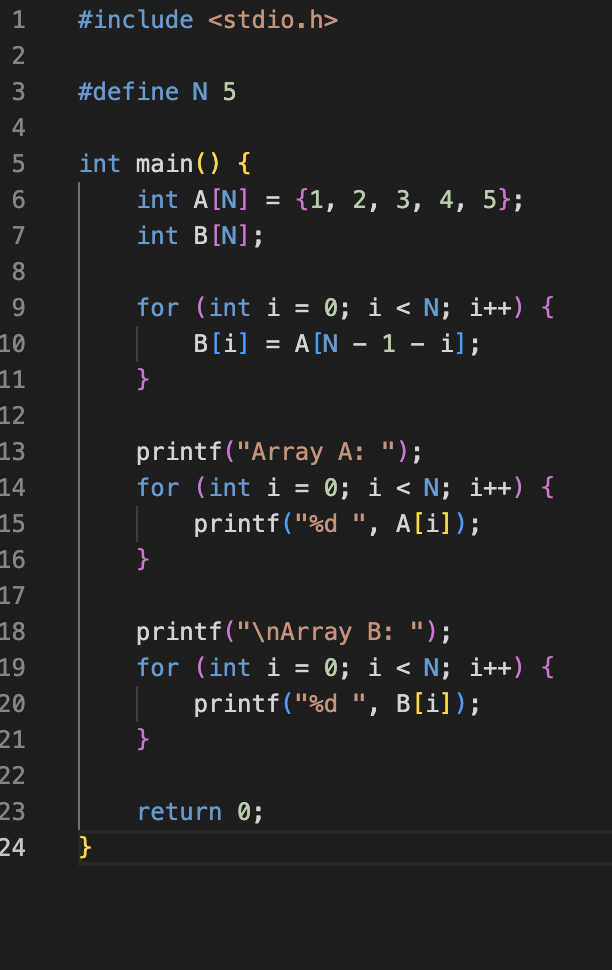 1 #include <stdio.h>
2
3 #define N 5
4
5 int main() {
6     int A[N] = {1, 2, 3, 4, 5};
7     int B[N];
8
9     for (int i = 0; i < N; i++) {
10         B[i] = A[N - 1 - i];
11     }
12
13     printf("Array A: ");
14     for (int i = 0; i < N; i++) {
15         printf("%d ", A[i]);
16     }
17
18     printf("\nArray B: ");
19     for (int i = 0; i < N; i++) {
20         printf("%d ", B[i]);
21     }
22
23     return 0;
24 }